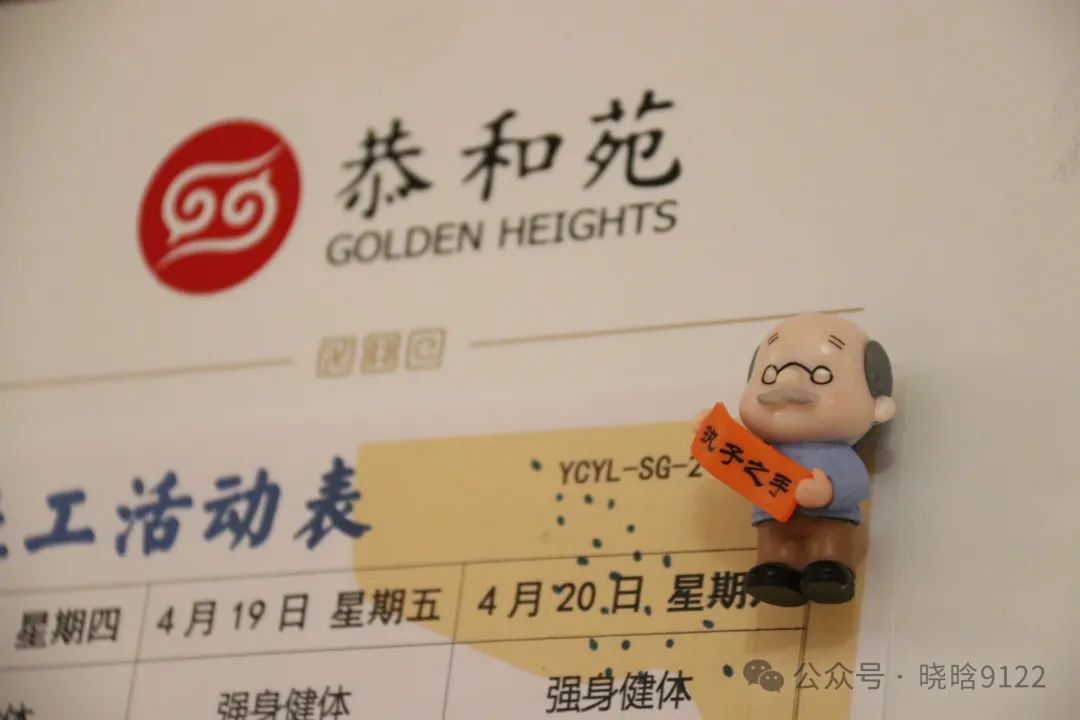 恭和苑
GOLDEN HEIGHTS
工活动表
YCYL-SG-2
执子之手
星期四
4月19日 星期五
4月20日 星期
强身健体
强身健体
公众号 · 晓晗9122